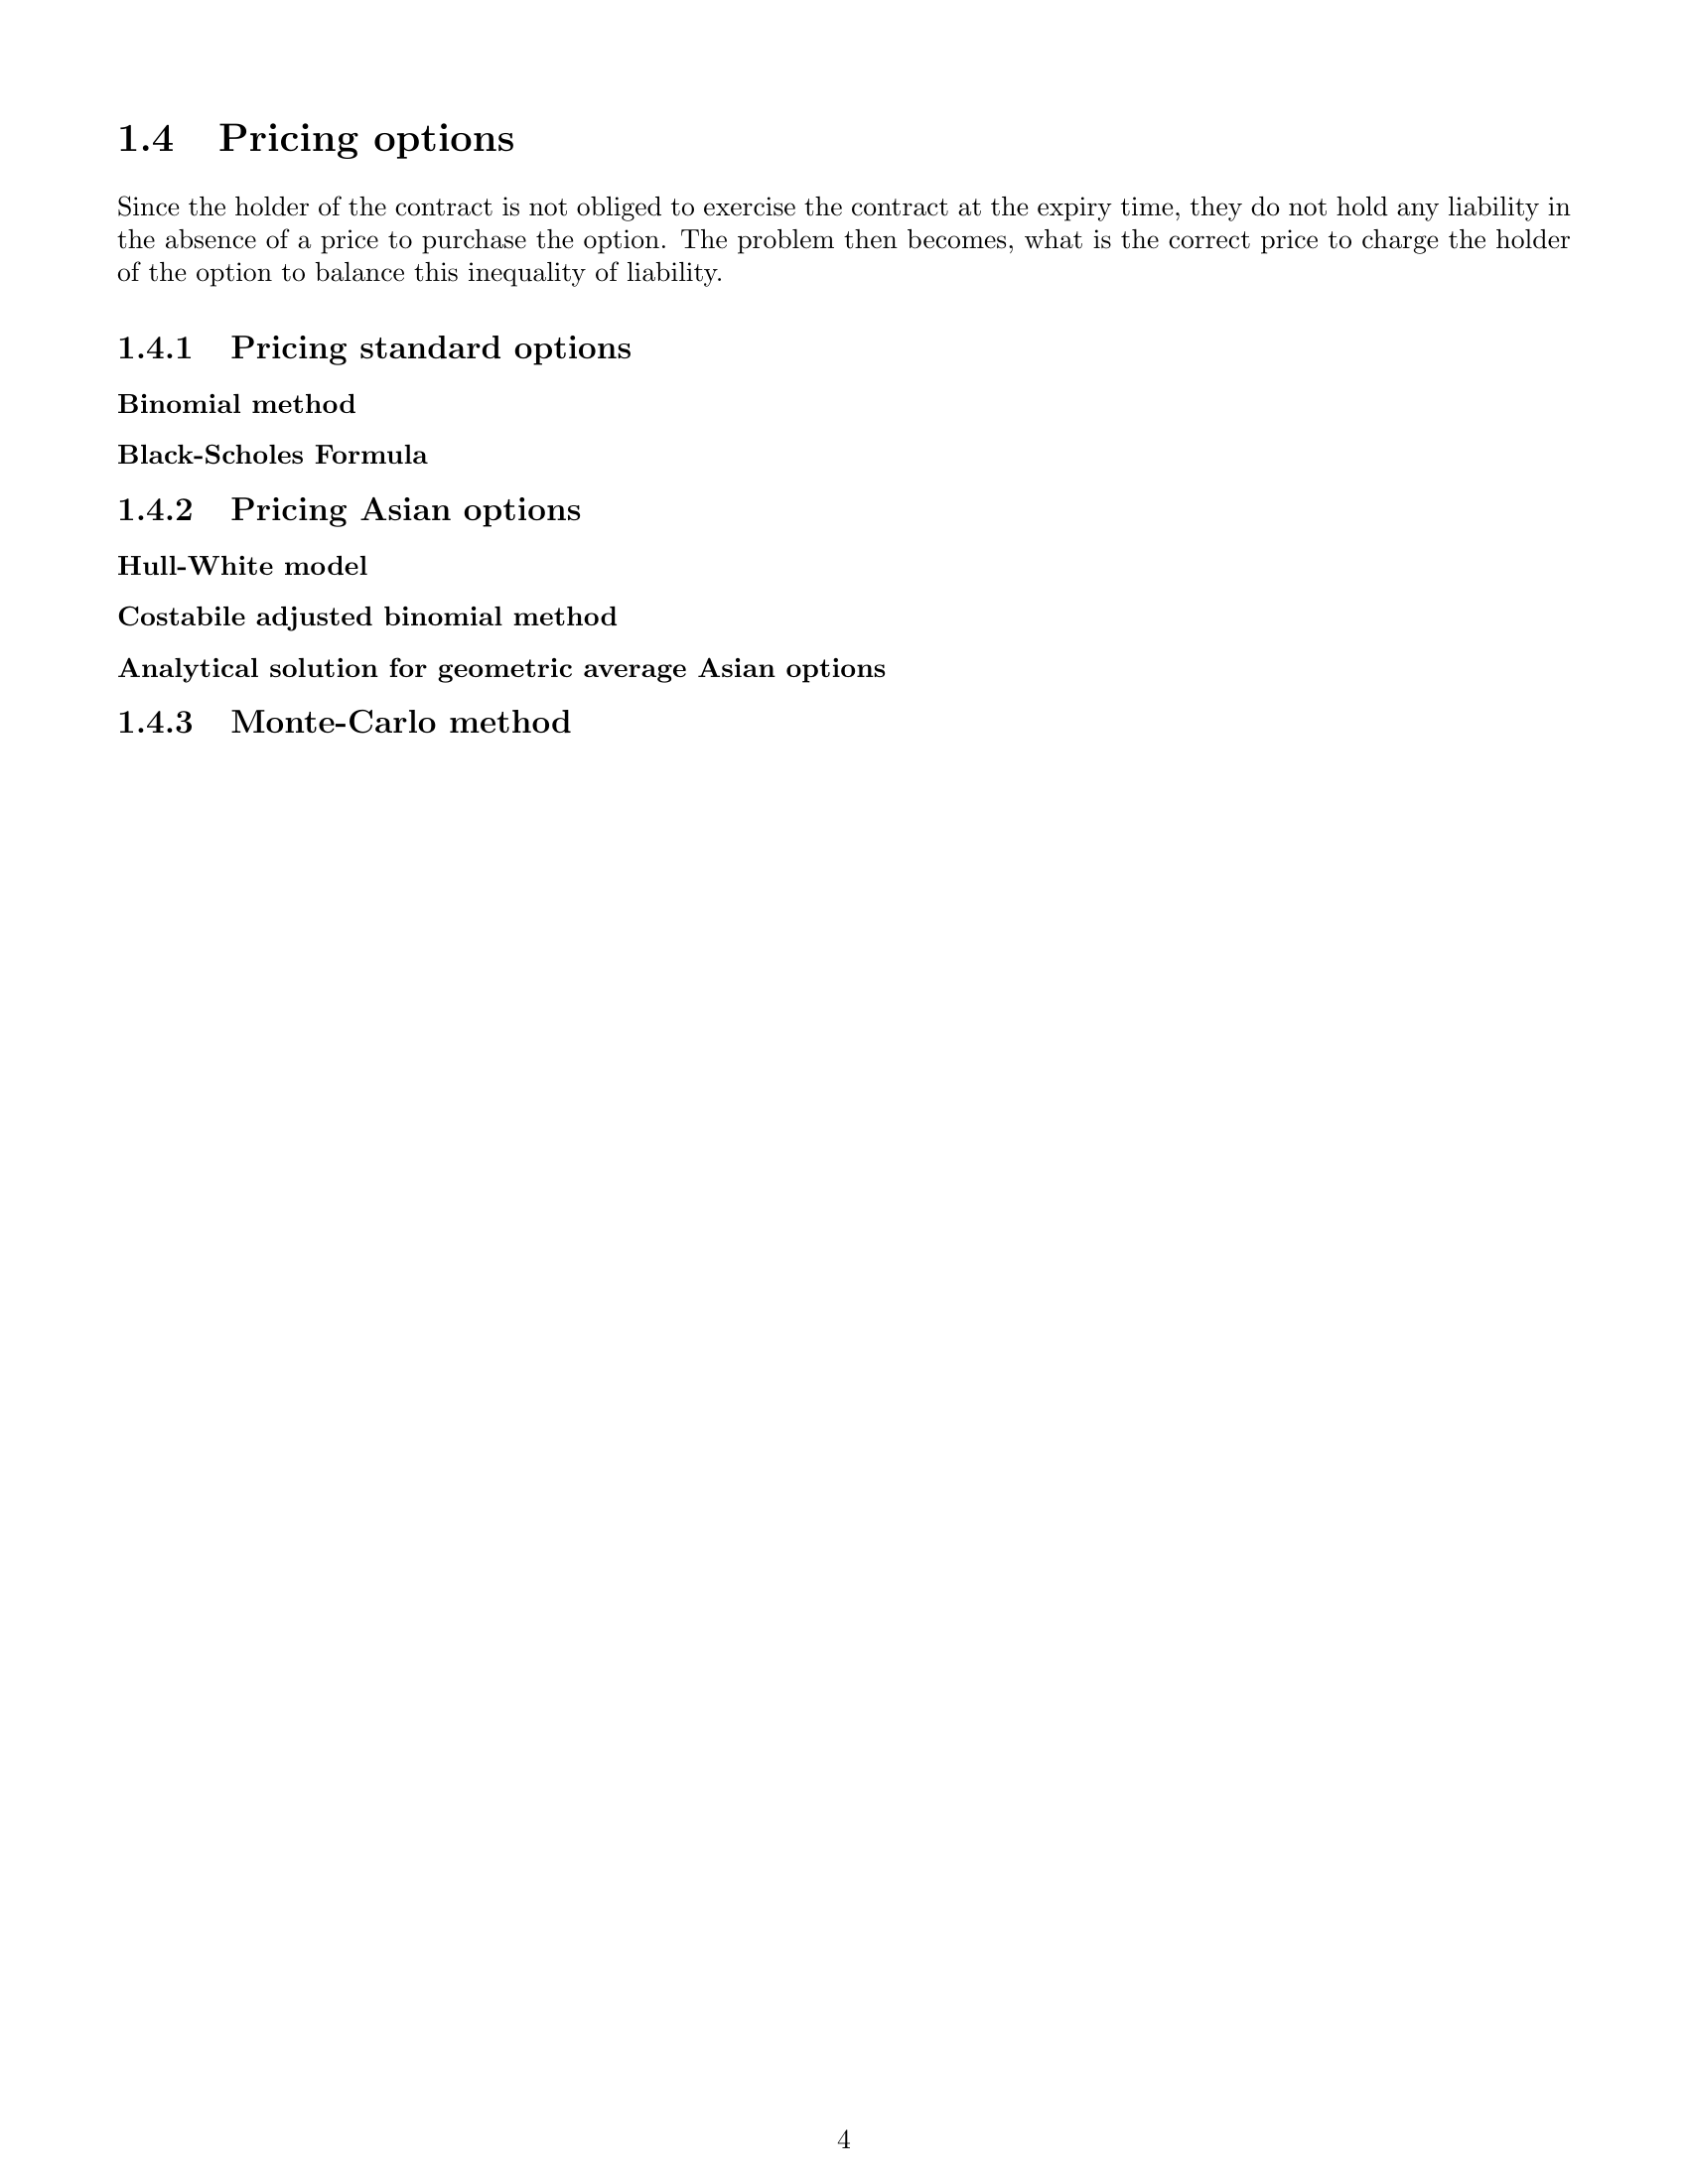 1.4 Pricing options
Since the holder of the contract is not obliged to exercise the contract at the expiry time, they do not hold any liability in
the absence of a price to purchase the option. The problem then becomes, what is the correct price to charge the holder
of the option to balance this inequality of liability.
1.4.1 Pricing standard options
Binomial method
Black-Scholes Formula
1.4.2 Pricing Asian options
Hull-White model
Costabile adjusted binomial method
Analytical solution for geometric average Asian options
1.4.3 Monte-Carlo method
4